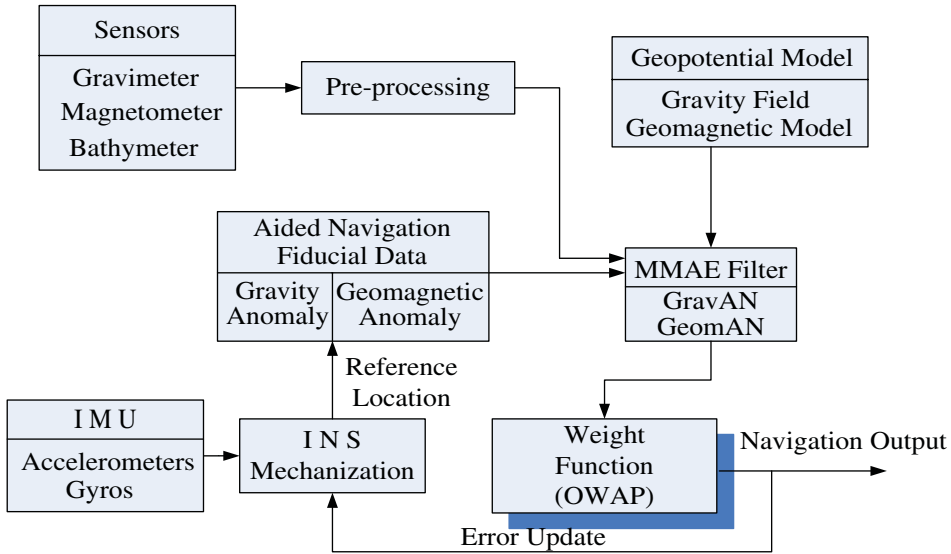 Sensors
Gravimeter
Magnetometer
Bathymeter
Pre-processing
Geopotential Model
Gravity Field
Geomagnetic Model
Aided Navigation
Fiducial Data
Gravity
Anomaly
Geomagnetic
Anomaly
MMAE Filter
GravAN
GeomAN
Reference
Location
I M U
Accelerometers
Gyros
I N S
Mechanization
Weight
Function
(OWAP)
Navigation Output
Error Update